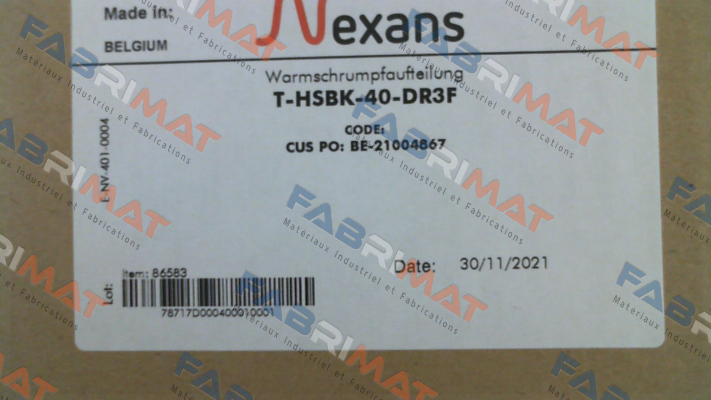 Made in:
BELGIUM
Nexans
Warmschrumpfaufteilung
T-HSBK-40-DR3F
CODE:
CUS PO: BE-21004867
E-NV-401-0004
Date: 30/11/2021
Item: 86583
Lot:
78717D000400010001
FABRIMAT
Matériaux Industriel et Fabrications